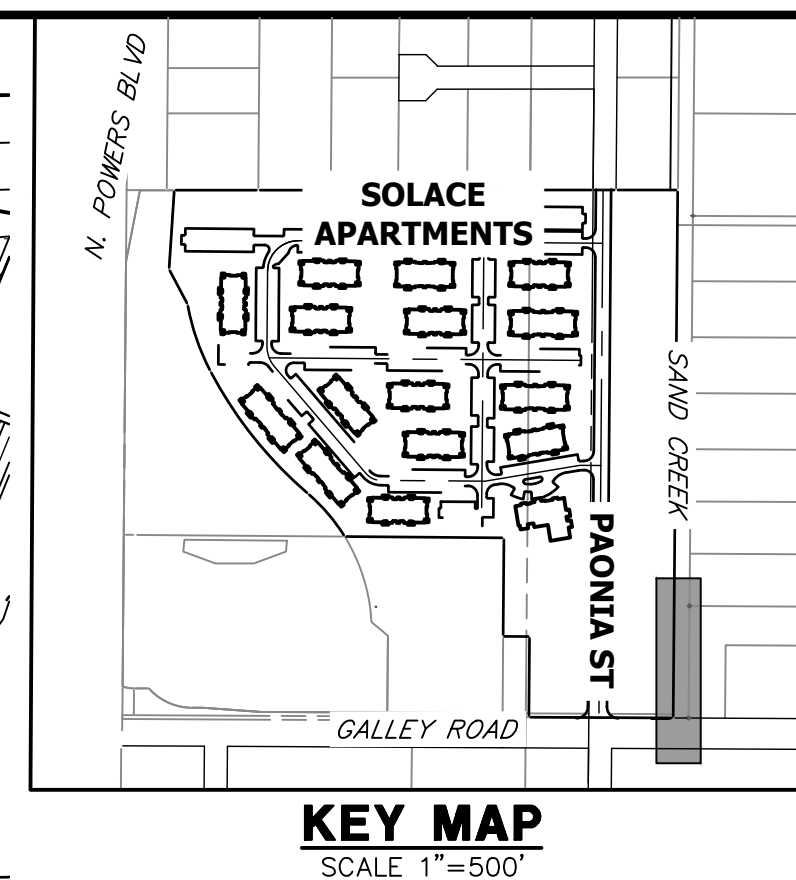 N. POWERS BLVD
SOLACE
APARTMENTS
SAND CREEK
PAONIA ST
GALLEY ROAD
KEY MAP
SCALE 1"=500'